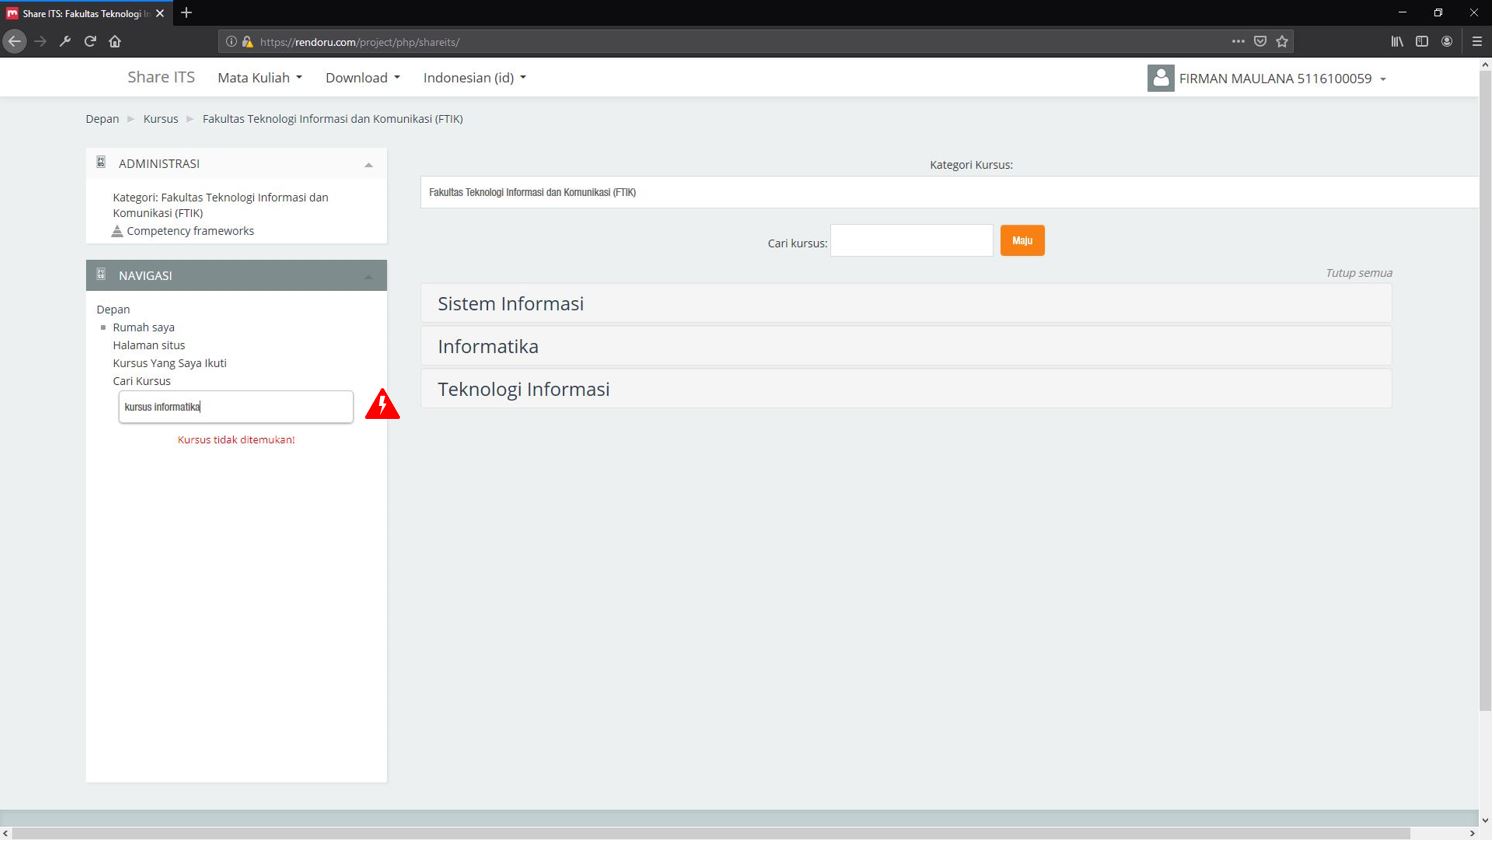 Share ITS: Fakultas Teknologi In
https://rendoru.com/project/php/shareits/
Share ITS
Mata Kuliah
Download
Indonesian (id)
FIRMAN MAULANA 5116100059
Depan
Kursus
Fakultas Teknologi Informasi dan Komunikasi (FTIK)
ADMINISTRASI
Kategori: Fakultas Teknologi Informasi dan
Komunikasi (FTIK)
Competency frameworks
NAVIGASI
Depan
Rumah saya
Halaman situs
Kursus Yang Saya Ikuti
Cari Kursus
kursus informatika
Kursus tidak ditemukan!
Kategori Kursus:
Fakultas Teknologi Informasi dan Komunikasi (FTIK)
Cari kursus:
Maju
Tutup semua
Sistem Informasi
Informatika
Teknologi Informasi